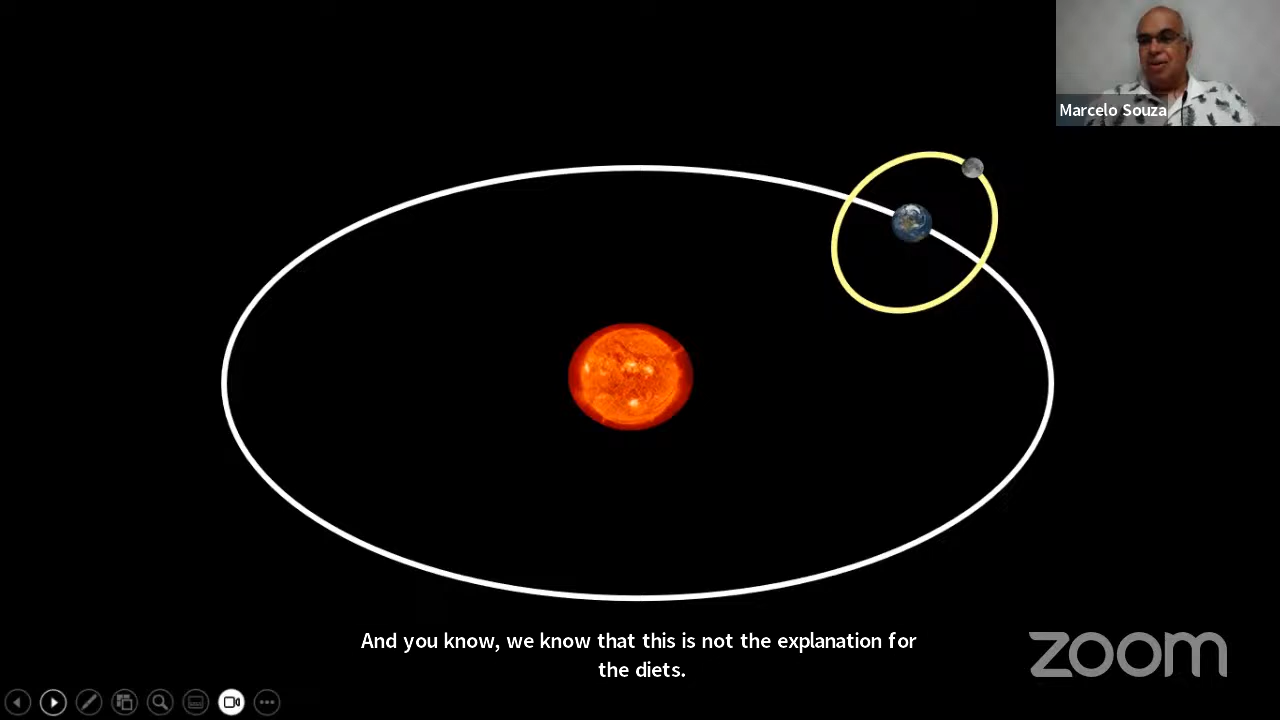 Marcelo Souza
And you know, we know that this is not the explanation for
the diets.
zoom